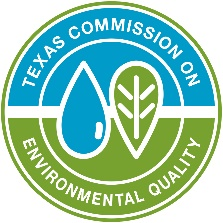 TEXAS COMMISSION ON
ENVIRONMENTAL QUALITY